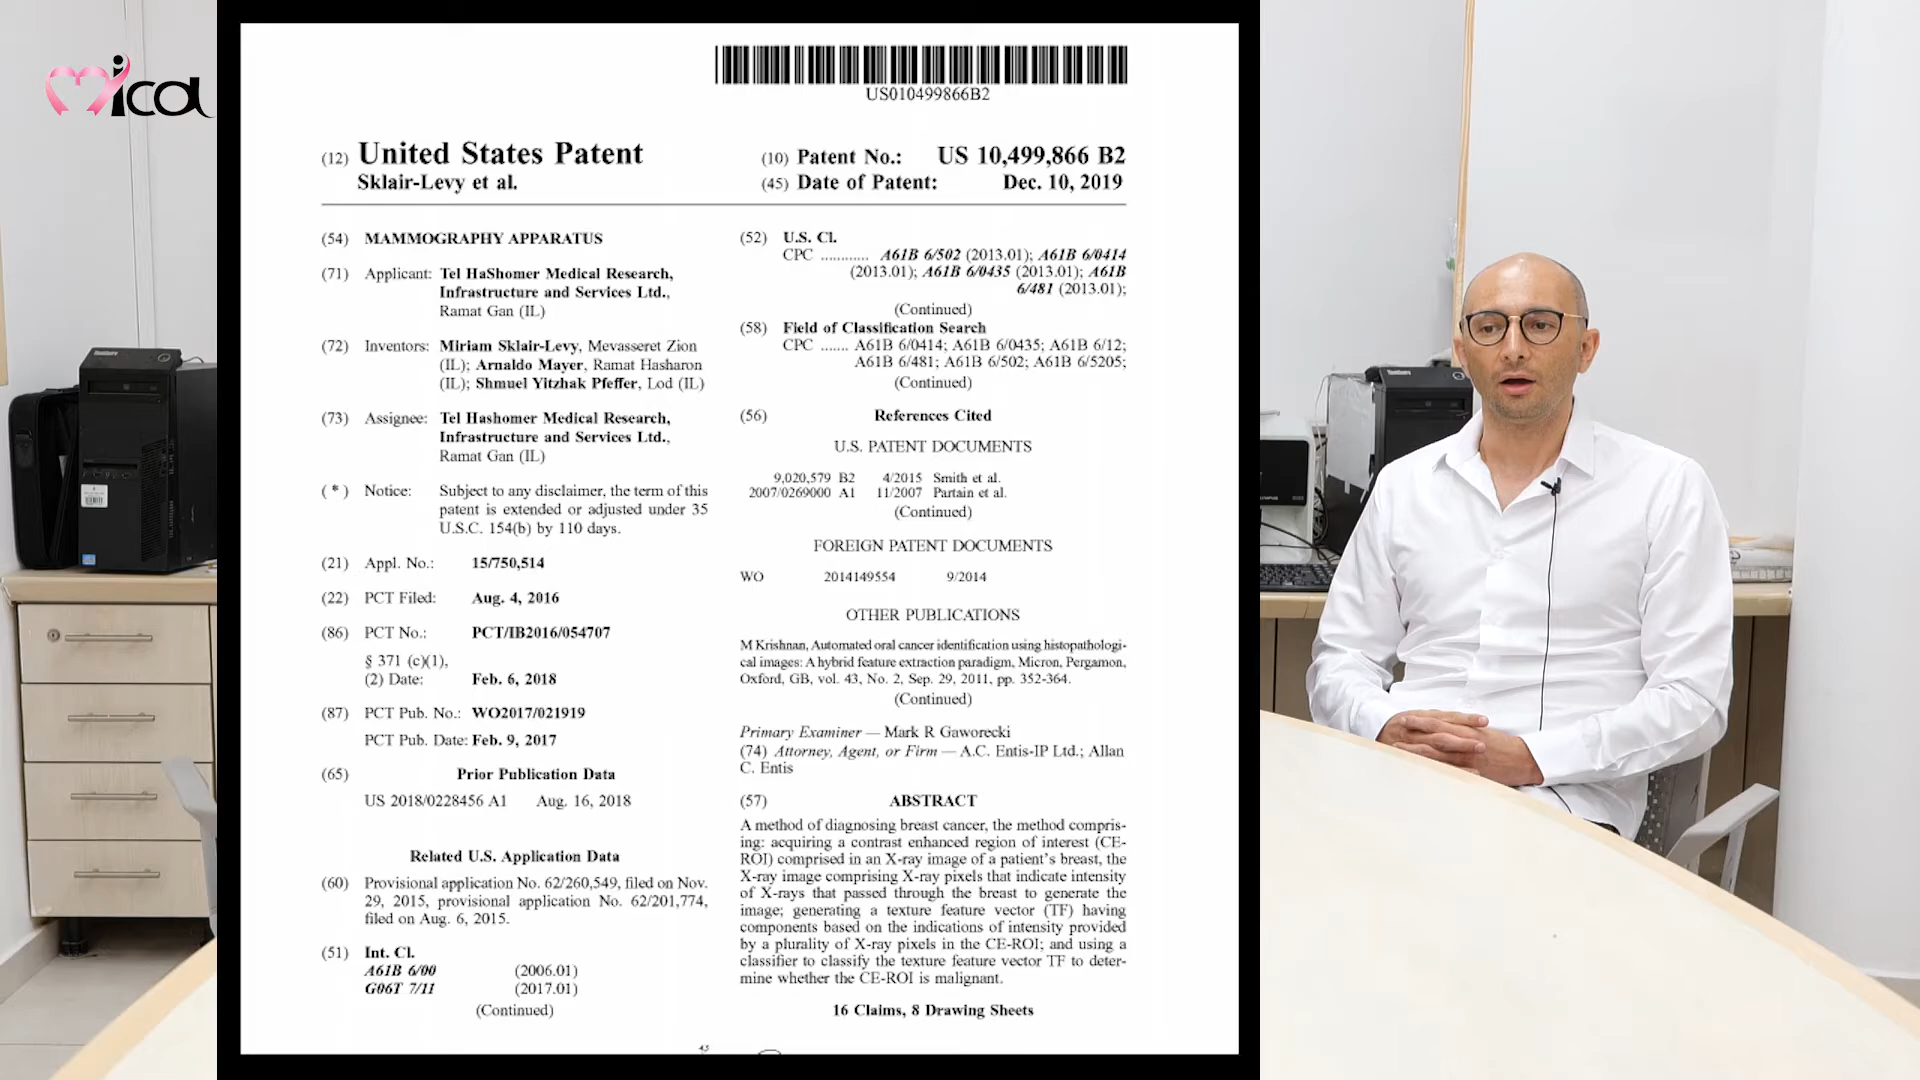 Mical
US010499866B2
(12) United States Patent
Sklair-Levy et al.
(10) Patent No.: US 10,499,866 B2
(45) Date of Patent: Dec. 10, 2019
(54) MAMMOGRAPHY APPARATUS
(71) Applicant: Tel HaShomer Medical Research,
Infrastructure and Services Ltd.,
Ramat Gan (IL)
(72) Inventors: Miriam Sklair-Levy, Mevasseret Zion
(IL); Arnaldo Mayer, Ramat Hasharon
(IL); Shmuel Yitzhak Pfeffer, Lod (IL)
(73) Assignee: Tel Hashomer Medical Research,
Infrastructure and Services Ltd.,
Ramat Gan (IL)
( * ) Notice: Subject to any disclaimer, the term of this
patent is extended or adjusted under 35
U.S.C. 154(b) by 110 days.
(21) Appl. No.: 15/750,514
(22) PCT Filed: Aug. 4, 2016
(86) PCT No.: PCT/IB2016/054707
§ 371 (c)(1),
(2) Date: Feb. 6, 2018
(87) PCT Pub. No.: WO2017/021919
PCT Pub. Date: Feb. 9, 2017
(65) Prior Publication Data
US 2018/0228456 A1 Aug. 16, 2018
Related U.S. Application Data
(60) Provisional application No. 62/260,549, filed on Nov.
29, 2015, provisional application No. 62/201,774,
filed on Aug. 6, 2015.
(51) Int. Cl.
A61B 6/00 (2006.01)
G06T 7/11 (2017.01)
(Continued)
(52) U.S. Cl.
CPC ............ A61B 6/502 (2013.01); A61B 6/0414
(2013.01); A61B 6/0435 (2013.01); A61B
6/481 (2013.01);
(Continued)
(58) Field of Classification Search
CPC ....... A61B 6/0414; A61B 6/0435; A61B 6/12;
A61B 6/481; A61B 6/502; A61B 6/5205;
(Continued)
(56) References Cited
U.S. PATENT DOCUMENTS
9,020,579 B2 4/2015 Smith et al.
2007/0269000 A1 11/2007 Partain et al.
(Continued)
FOREIGN PATENT DOCUMENTS
WO 2014149554 9/2014
OTHER PUBLICATIONS
M Krishnan, Automated oral cancer identification using histopathologi-
cal images: A hybrid feature extraction paradigm, Micron, Pergamon,
Oxford, GB, vol. 43, No. 2, Sep. 29, 2011, pp. 352-364.
(Continued)
Primary Examiner — Mark R Gaworecki
(74) Attorney, Agent, or Firm — A.C. Entis-IP Ltd.; Allan
C. Entis
(57) ABSTRACT
A method of diagnosing breast cancer, the method compris-
ing: acquiring a contrast enhanced region of interest (CE-
ROI) comprised in an X-ray image of a patient's breast, the
X-ray image comprising X-ray pixels that indicate intensity
of X-rays that passed through the breast to generate the
image; generating a texture feature vector (TF) having
components based on the indications of intensity provided
by a plurality of X-ray pixels in the CE-ROI; and using a
classifier to classify the texture feature vector TF to deter-
mine whether the CE-ROI is malignant.
16 Claims, 8 Drawing Sheets
43